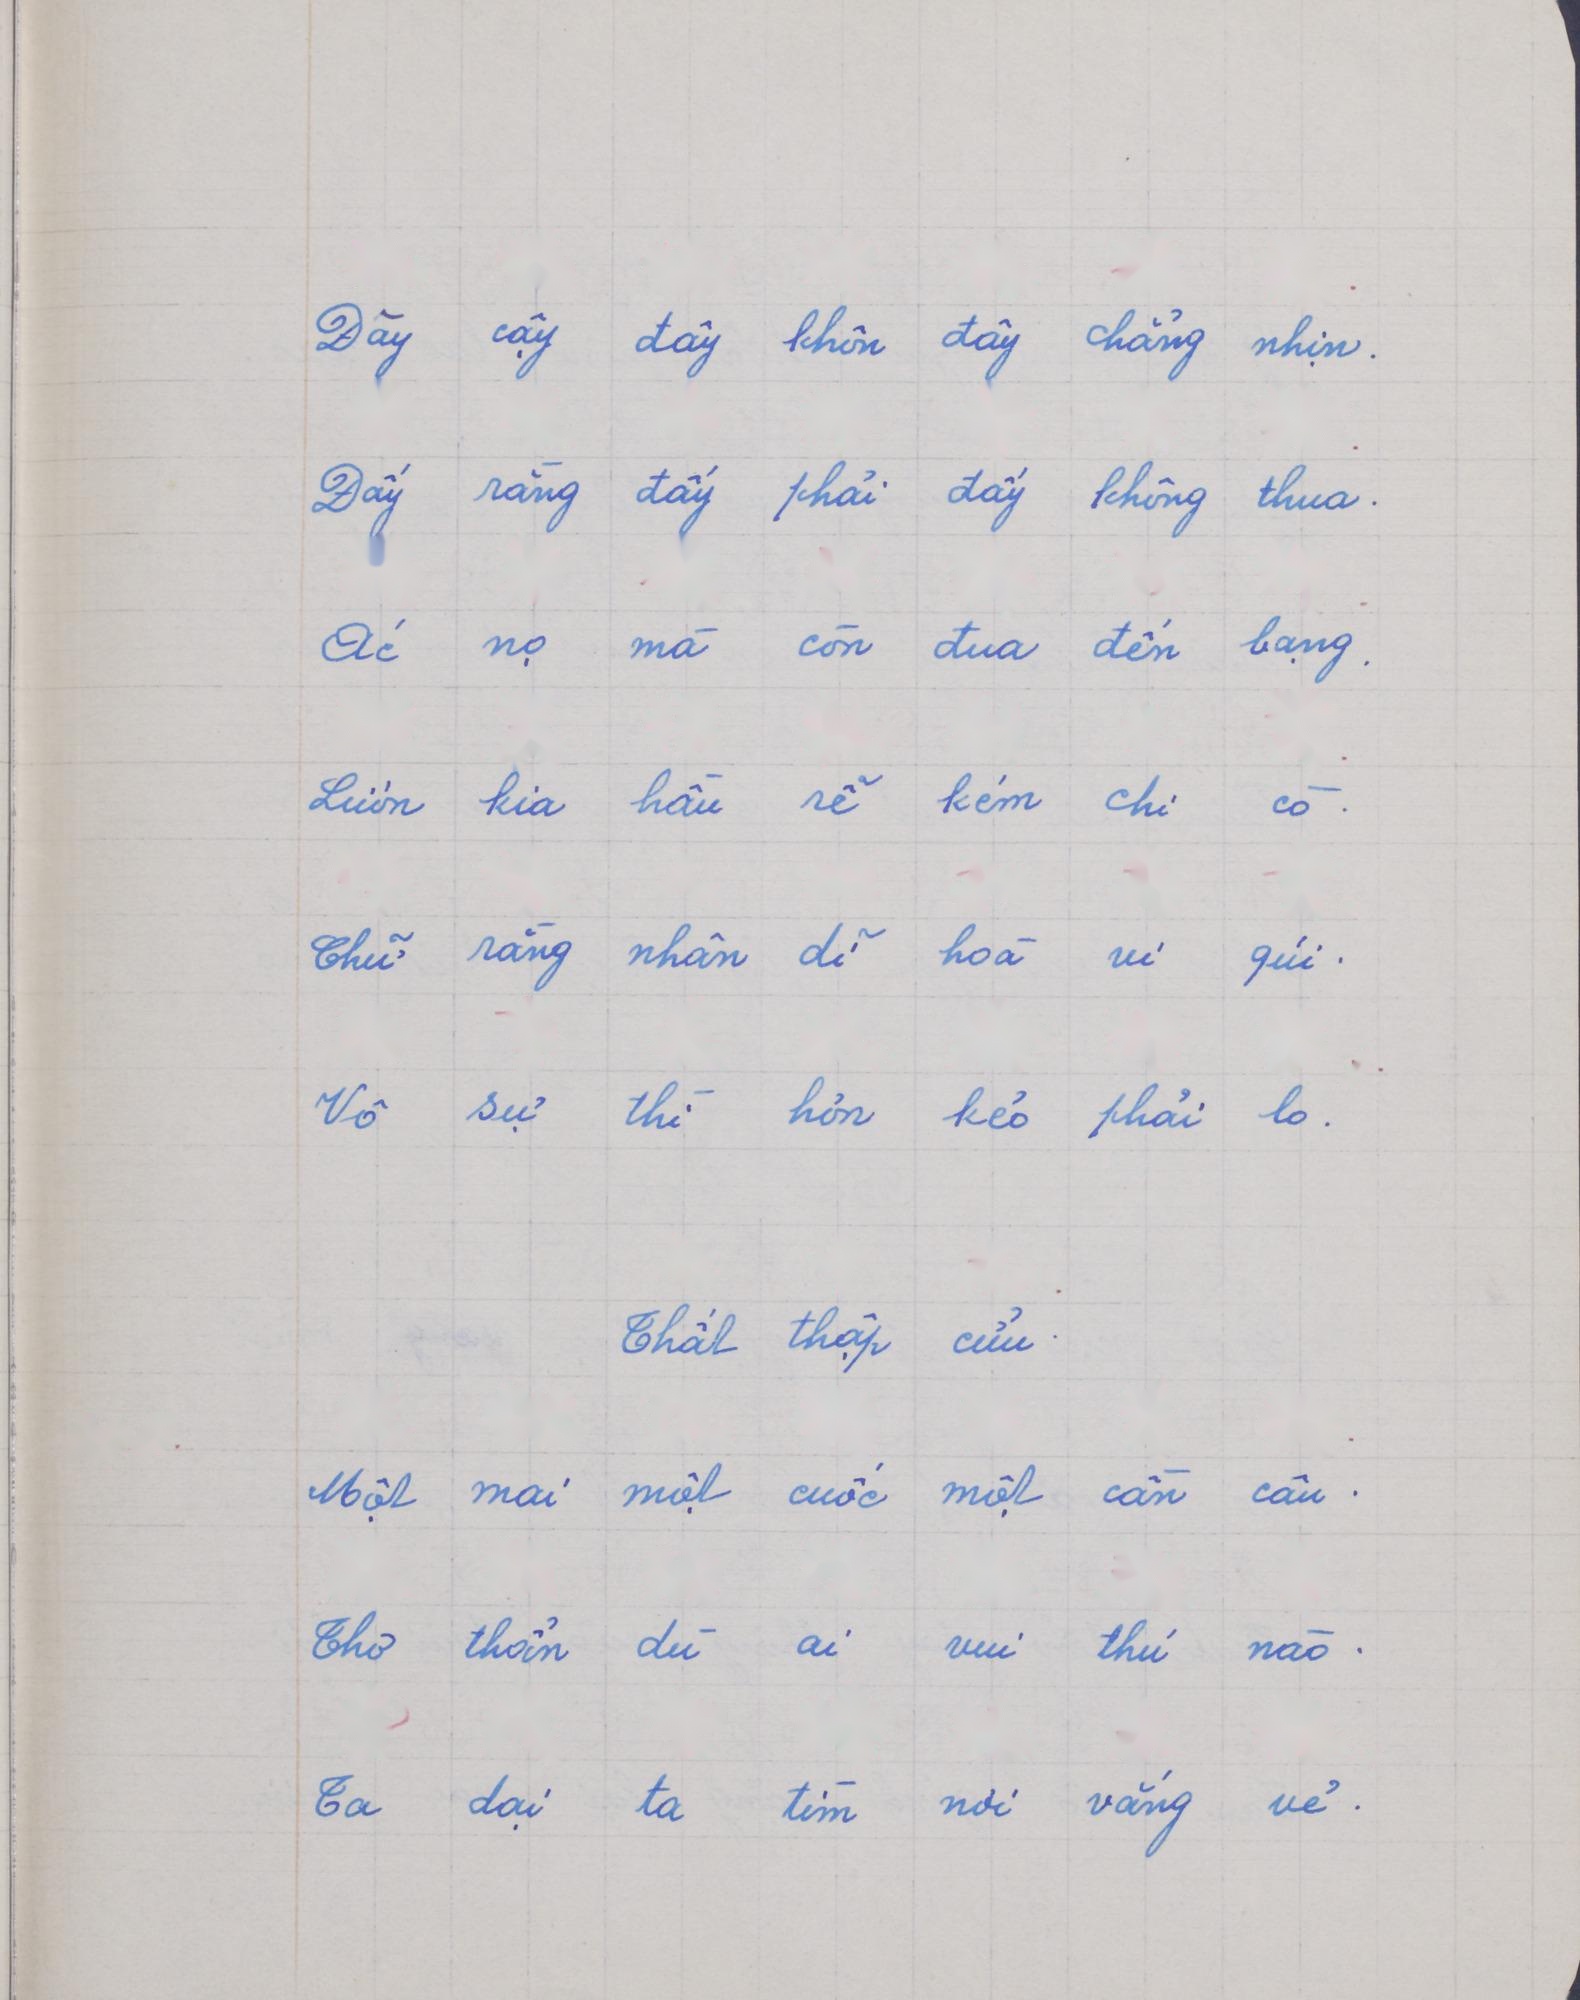 Đây cậy đây khôn đây chẳng nhịn.
Đấy rằng đấy phải đấy không thua.
Ác nọ mà còn đua đến bạng.
Lươn kia hầu rễ kém chi cò.
Chữ rằng nhân dĩ hoà vi quí.
Vô sự thì hơn kẻo phải lo.
Thất thập cửu.
Một mai một cuốc một cần câu.
Thơ thẩn dù ai vui thú nào.
Ta dại ta tìm nơi vắng vẻ.